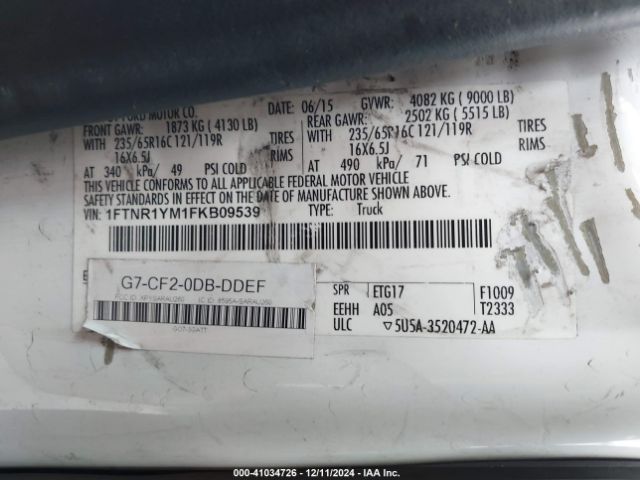 FORD MOTOR CO. DATE: 06/15 GVWR: 4082 KG ( 9000 LB)
FRONT GAWR: 1873 KG ( 4130 LB) REAR GAWR: 2502 KG ( 5515 LB)
WITH 235/65R16C 121/119R TIRES WITH 235/65R16C 121/119R TIRES
16X6.5J RIMS 16X6.5J RIMS
AT 340 kPa/ 49 PSI COLD AT 490 kPa/ 71 PSI COLD
THIS VEHICLE CONFORMS TO ALL APPLICABLE FEDERAL MOTOR VEHICLE
SAFETY STANDARDS IN EFFECT ON THE DATE OF MANUFACTURE SHOWN ABOVE.
VIN: 1FTNR1YM1FKB09539 TYPE: Truck
G7-CF2-0DB-DDEF
SPR ETG17 F1009
EEHH A05 T2333
ULC 5U5A-3520472-AA
000-41034726 - 12/11/2024 - IAA Inc.